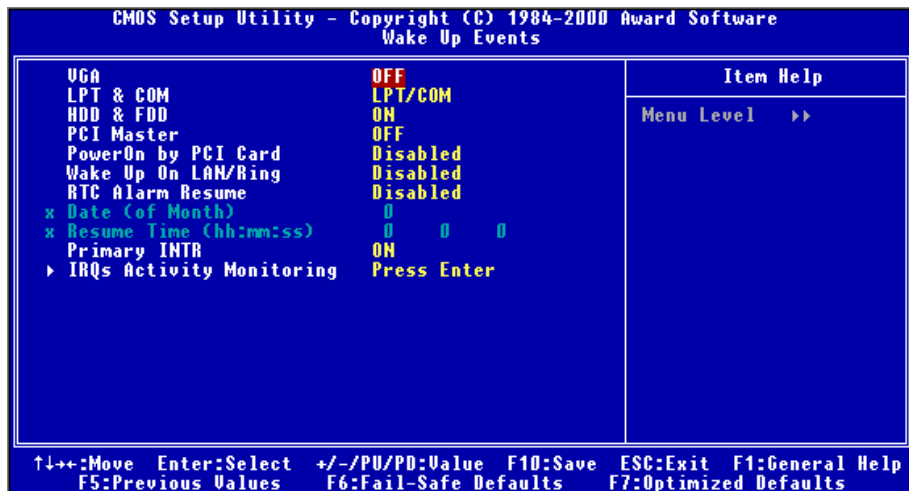 CMOS Setup Utility - Copyright (C) 1984-2000 Award Software
Wake Up Events
VGA OFF
LPT & COM LPT/COM
HDD & FDD ON
PCI Master OFF
PowerOn by PCI Card Disabled
Wake Up On LAN/Ring Disabled
RTC Alarm Resume Disabled
x Date (of Month) 0
x Resume Time (hh:mm:ss) 0 0 0
Primary INTR ON
▸ IRQs Activity Monitoring Press Enter
Item Help
Menu Level ▸▸
↑↓→←:Move Enter:Select +/-/PU/PD:Value F10:Save ESC:Exit F1:General Help
F5:Previous Values F6:Fail-Safe Defaults F7:Optimized Defaults